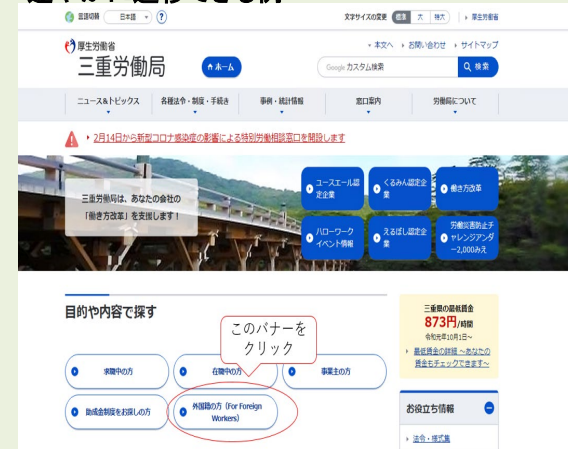 言語切替 日本語 ?
文字サイズの変更 標準 大 特大 厚生労働省
厚生労働省
三重労働局
ホーム
本文へ お問い合わせ サイトマップ
Google カスタム検索 検索
ニュース&トピックス 各種法令・制度・手続き 事例・統計情報 窓口案内 労働局について
2月14日から新型コロナ感染症の影響による特別労働相談窓口を開設します
三重労働局は、あなたの会社の
「働き方改革」を支援します！
ユースエール認
定企業
くるみん認定企
業
働き方改革
ハローワーク
イベント情報
えるぼし認定企
業
労働災害防止チ
ャレンジアンダ
ー2,000みえ
目的や内容で探す
このバナーを
クリック
求職中の方 在職中の方 事業主の方
助成金制度をお探しの方
外国籍の方（For Foreign
Workers）
三重県の最低賃金
873円/時間
令和元年10月1日～
最低賃金の詳細 ～あなたの
賃金もチェックできます～
お役立ち情報
法令・様式集